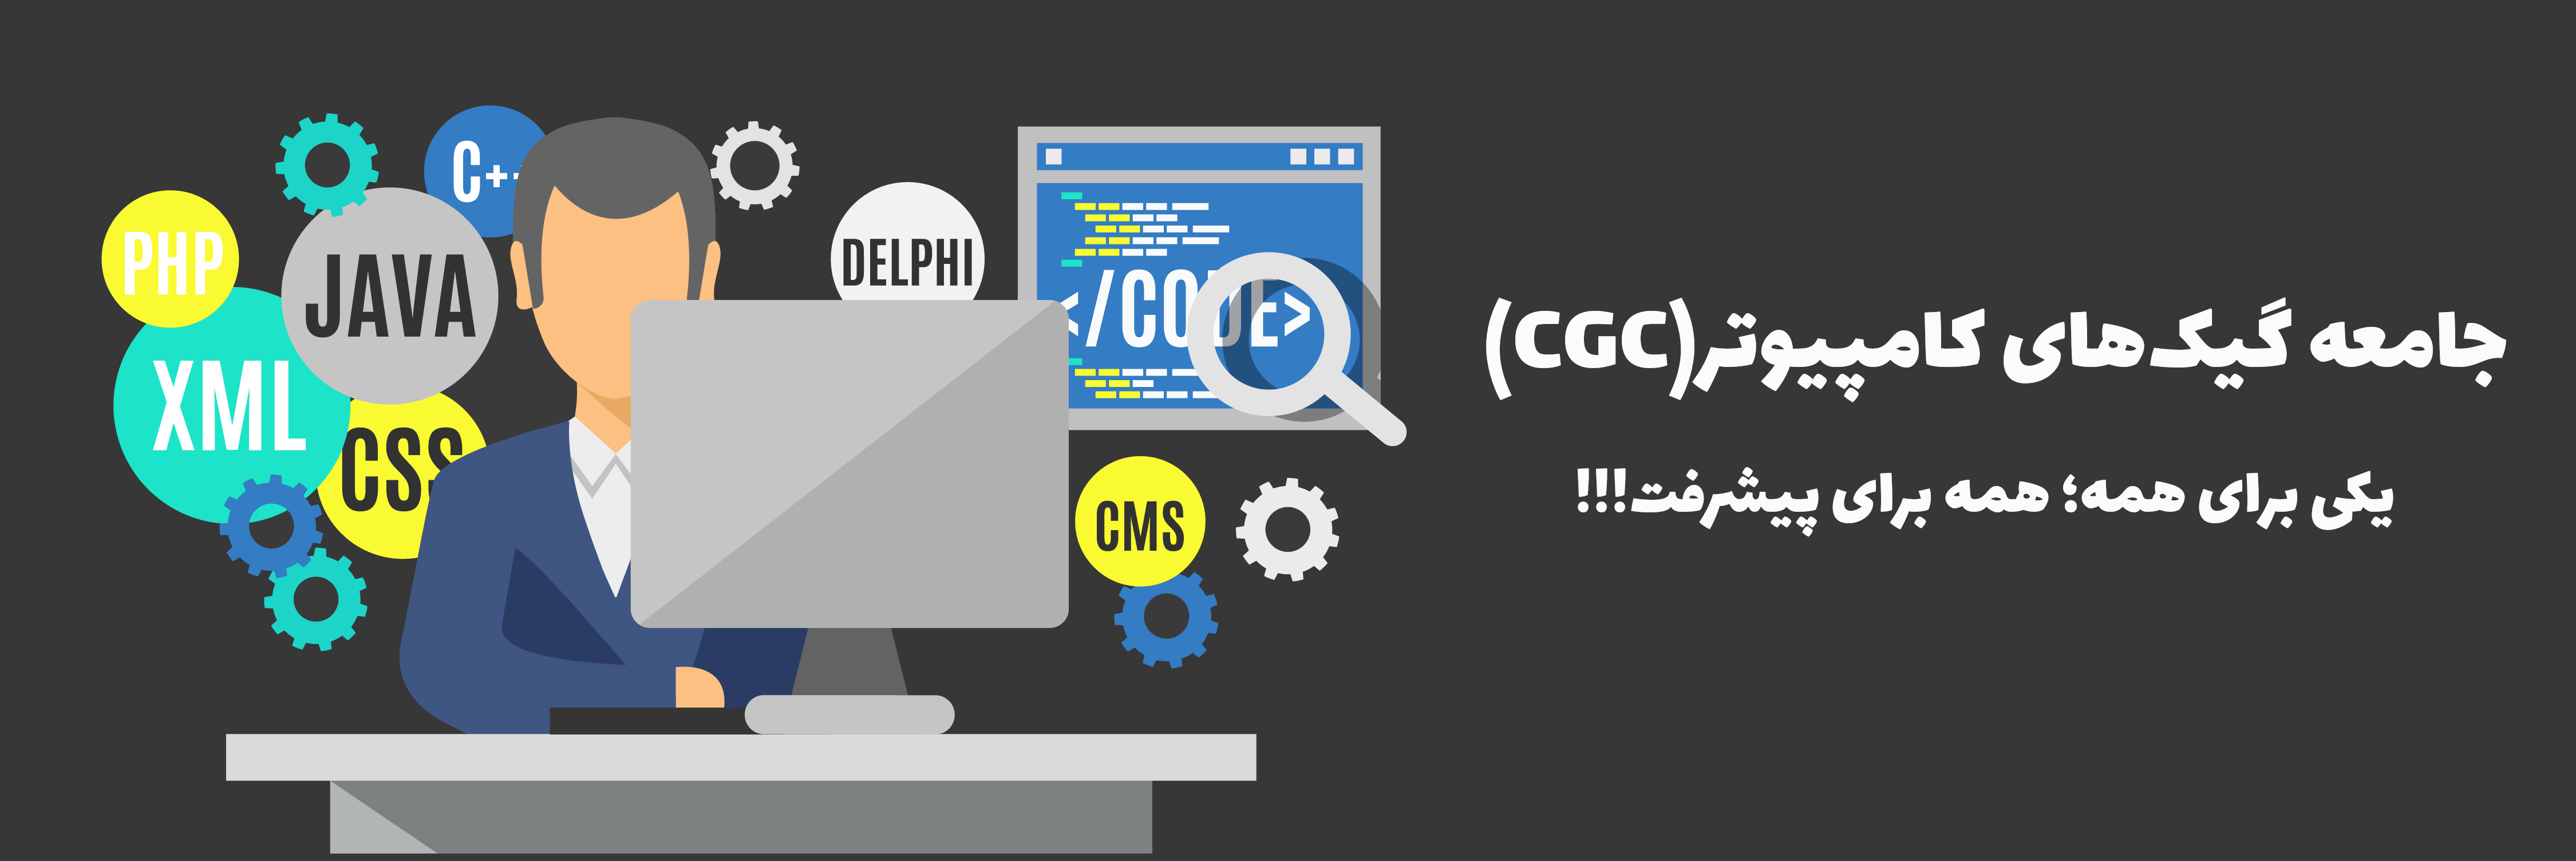 C++
PHP
JAVA
DELPHI
XML
CSS
</CODE>
CMS
جامعه گیک‌های کامپیوتر(CGC)
یکی برای همه؛ همه برای پیشرفت!!!